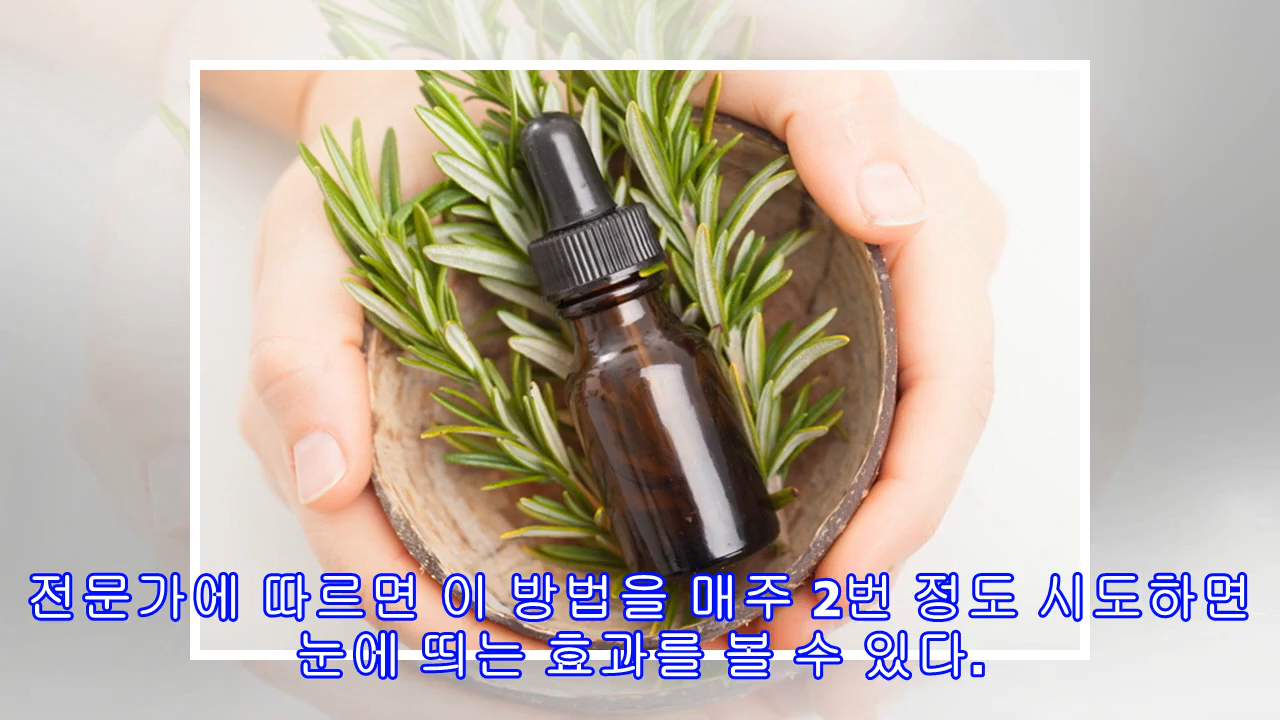 전문가에 따르면 이 방법을 매주 2번 정도 시도하면
눈에 띄는 효과를 볼 수 있다.